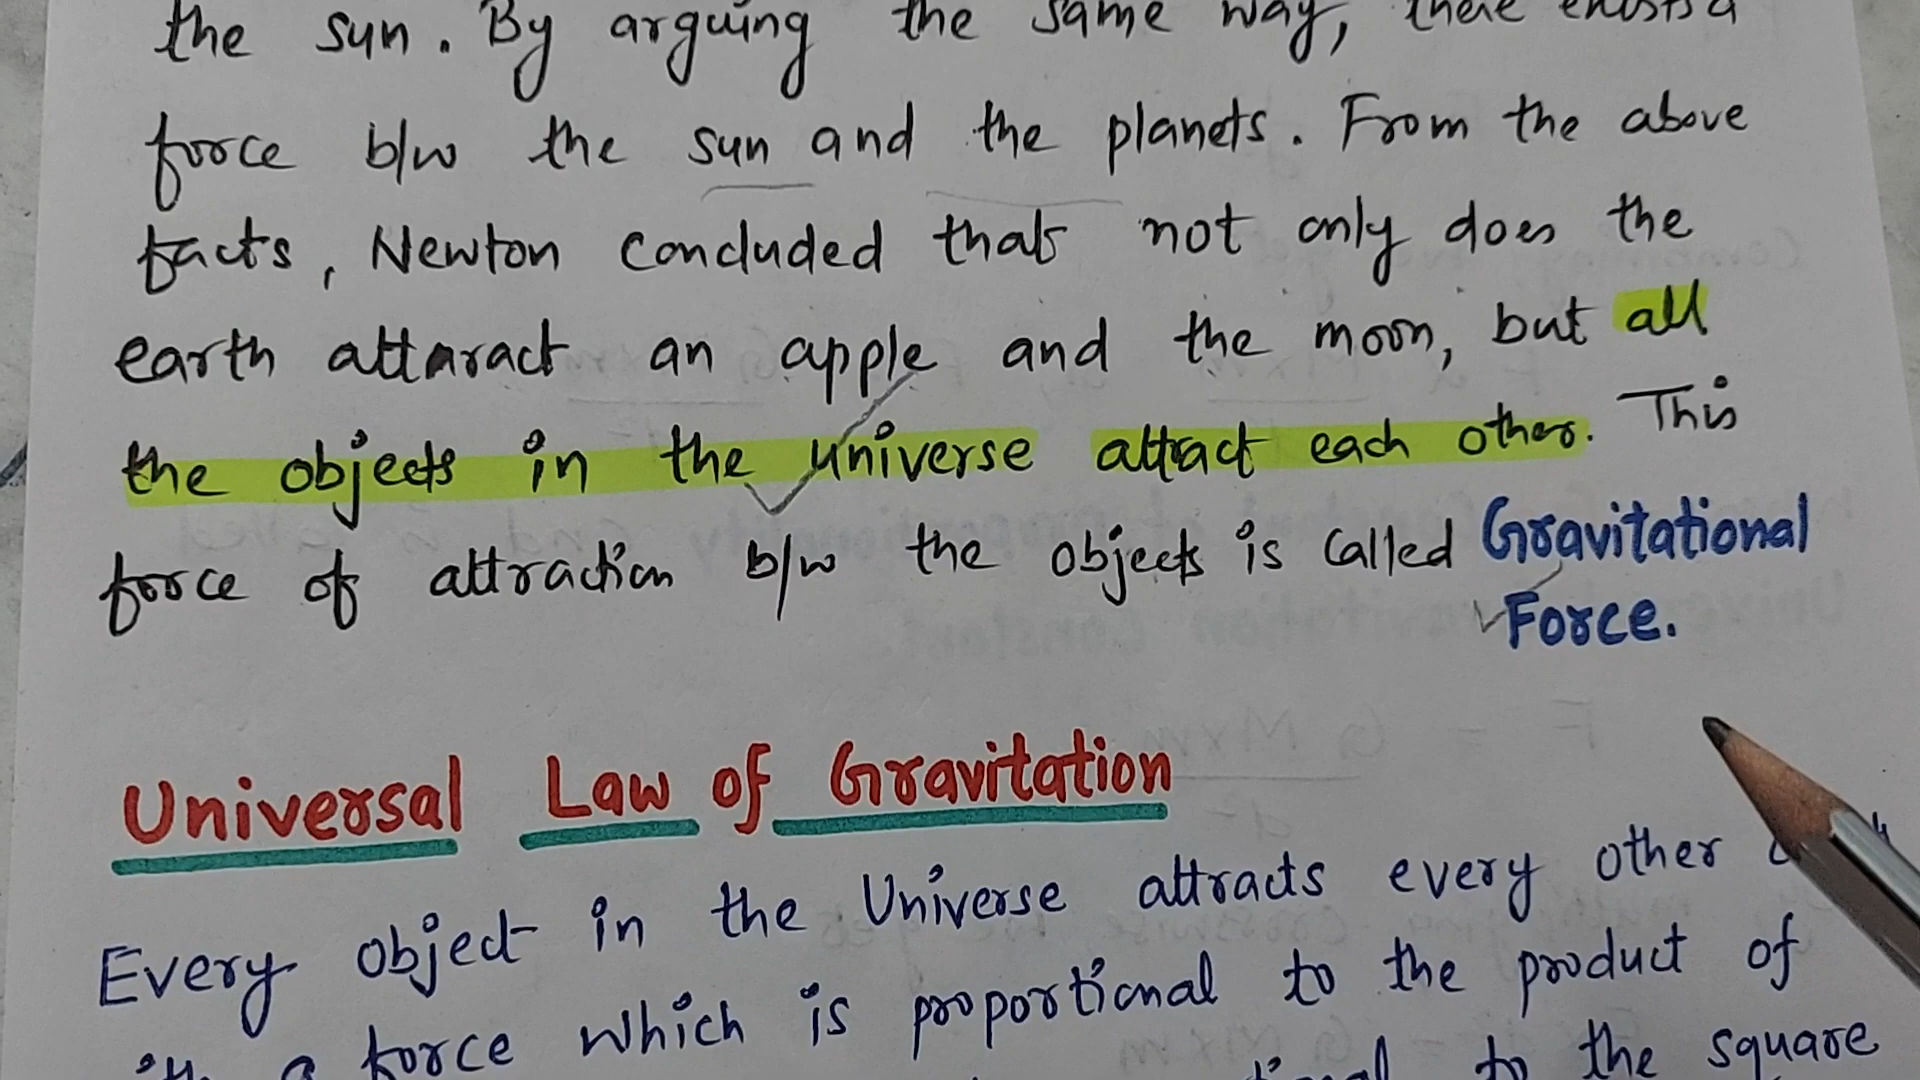 the sun. By arguing the same way, there exists a
force b/w the sun and the planets. From the above
facts, Newton concluded that not only does the
earth attaract an apple and the moon, but all
the objects in the universe attract each other. This
force of attraction b/w the objects is called Gravitational
Force.
Universal Law of Gravitation
Every object in the Universe attracts every other
a force which is proportional to the product of
to the square